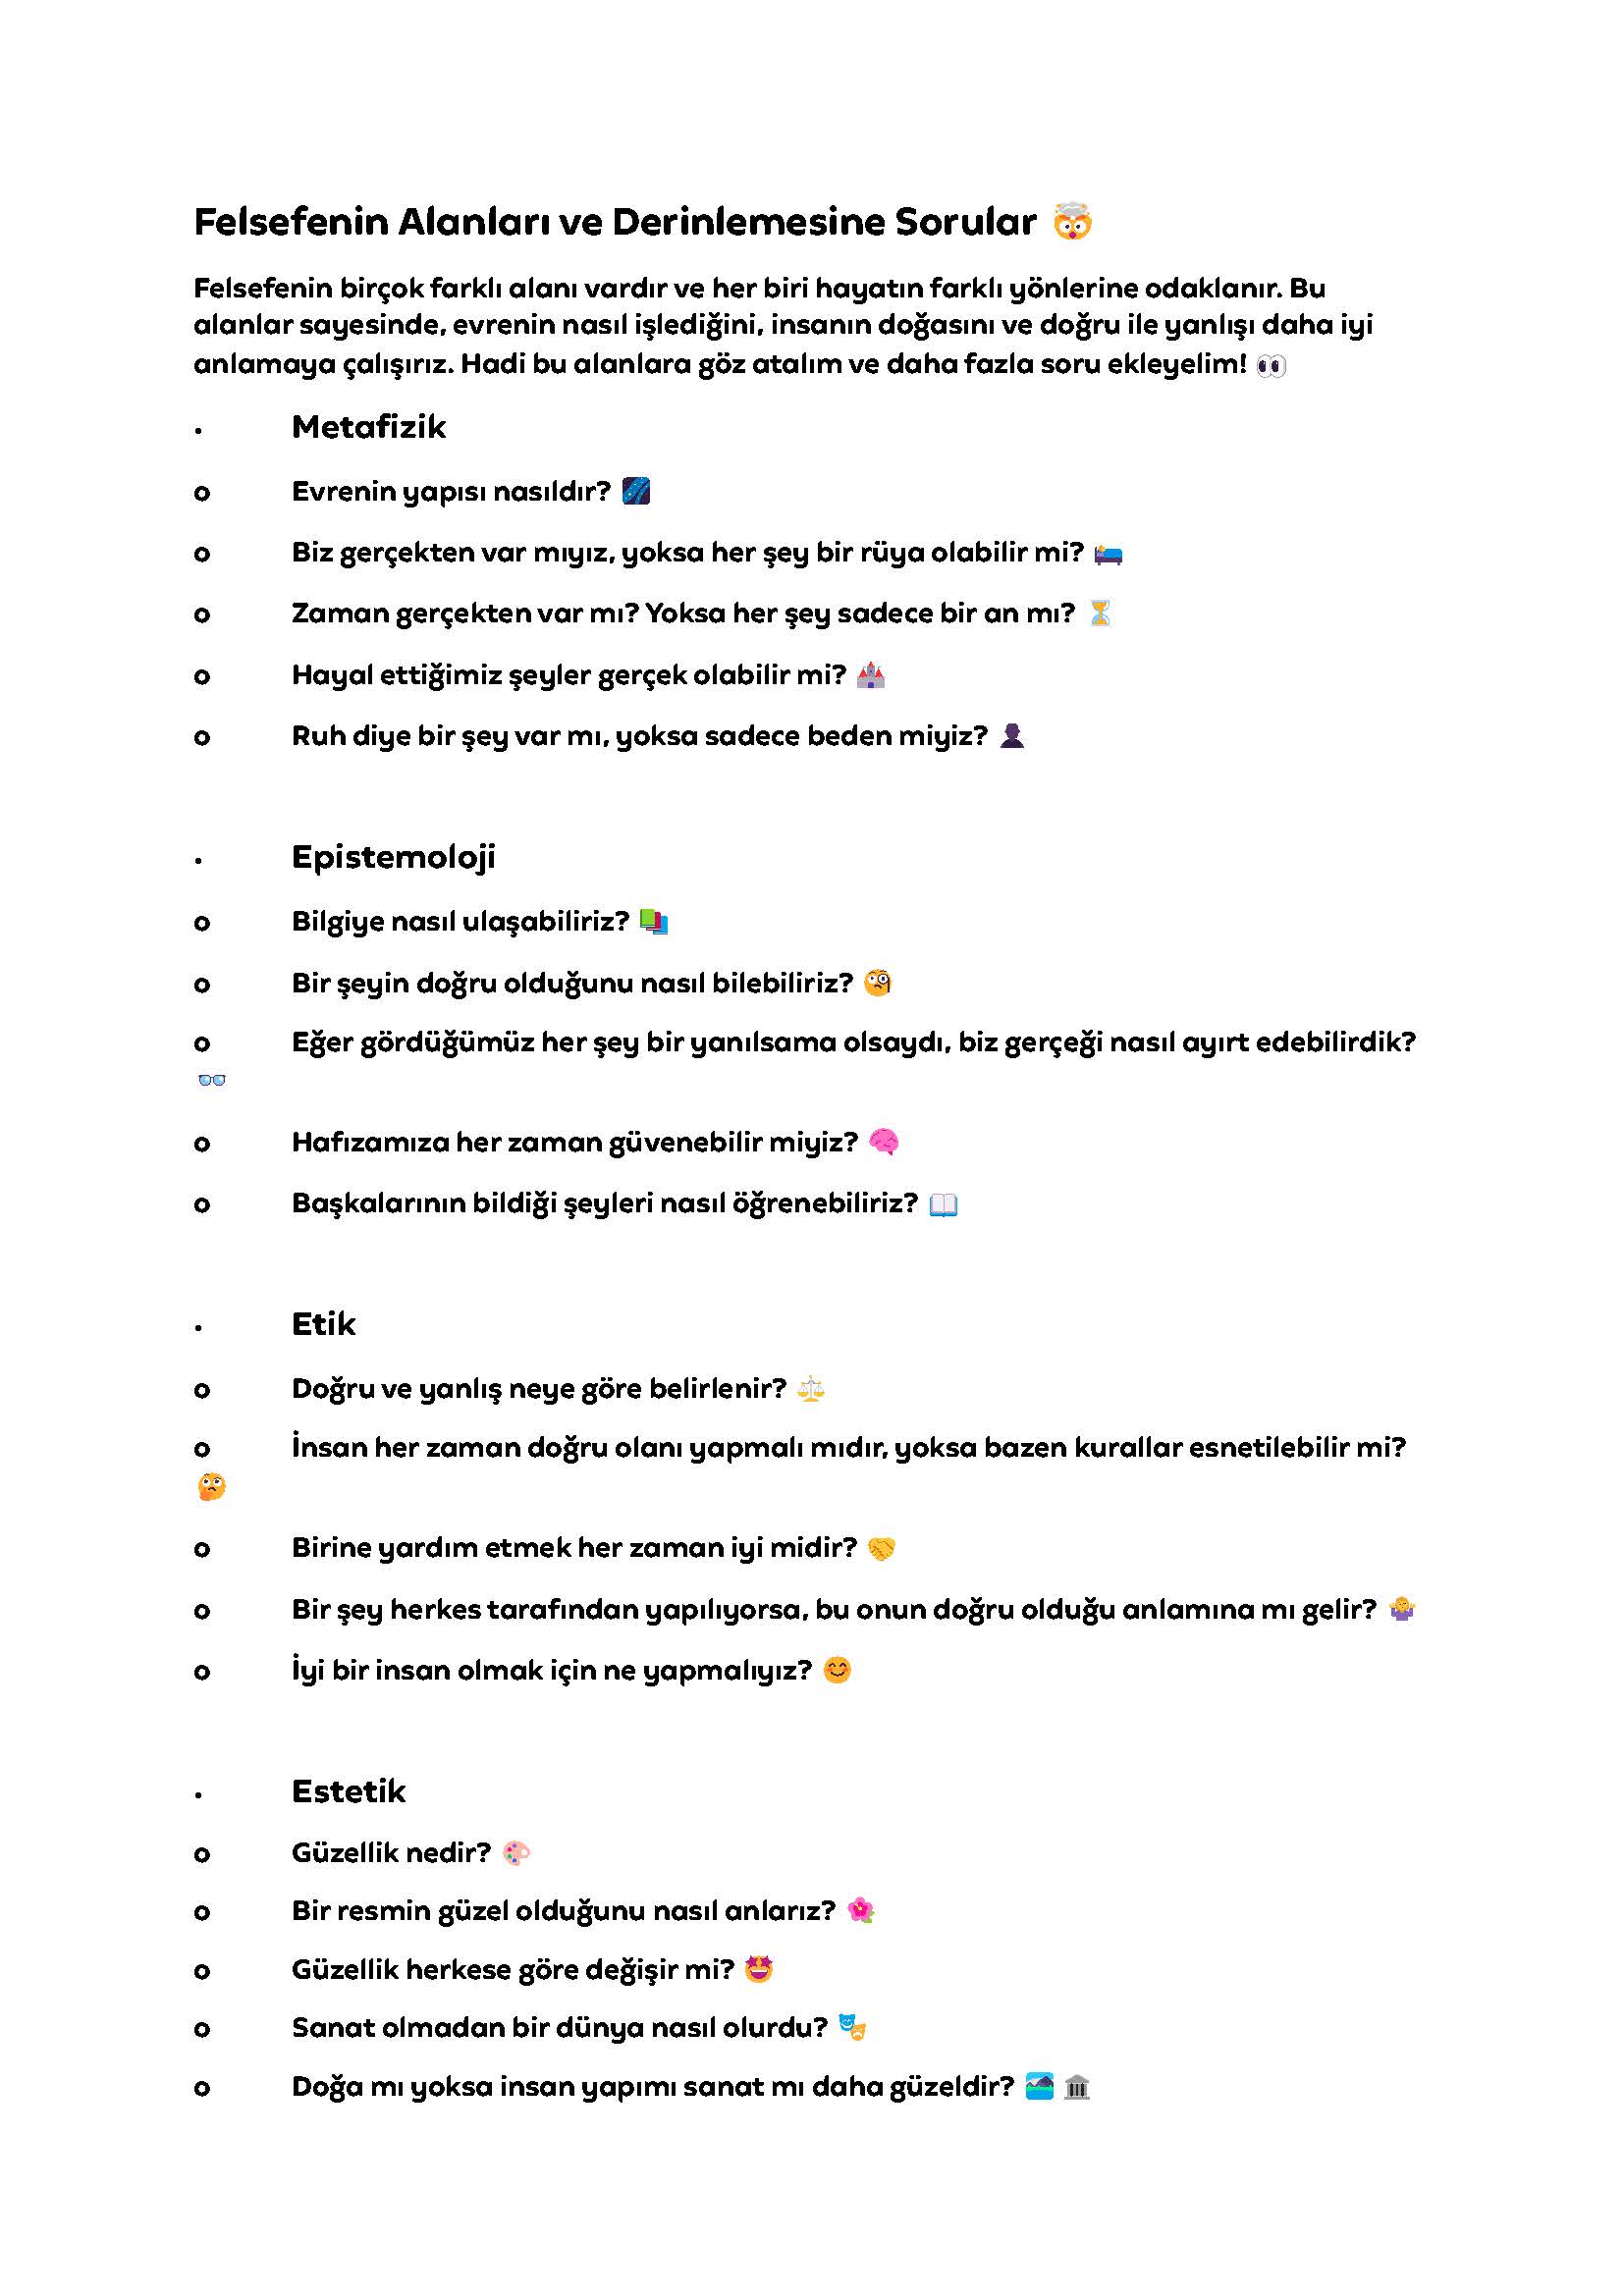 Felsefenin Alanları ve Derinlemesine Sorular 🤯
Felsefenin birçok farklı alanı vardır ve her biri hayatın farklı yönlerine odaklanır. Bu
alanlar sayesinde, evrenin nasıl işlediğini, insanın doğasını ve doğru ile yanlışı daha iyi
anlamaya çalışırız. Hadi bu alanlara göz atalım ve daha fazla soru ekleyelim! 👀
· Metafizik
o Evrenin yapısı nasıldır? 🌌
o Biz gerçekten var mıyız, yoksa her şey bir rüya olabilir mi? 🛌
o Zaman gerçekten var mı? Yoksa her şey sadece bir an mı? ⏳
o Hayal ettiğimiz şeyler gerçek olabilir mi? 🏰
o Ruh diye bir şey var mı, yoksa sadece beden miyiz? 👤
· Epistemoloji
o Bilgiye nasıl ulaşabiliriz? 📚
o Bir şeyin doğru olduğunu nasıl bilebiliriz? 🧐
o Eğer gördüğümüz her şey bir yanılsama olsaydı, biz gerçeği nasıl ayırt edebilirdik?
👓
o Hafızamıza her zaman güvenebilir miyiz? 🧠
o Başkalarının bildiği şeyleri nasıl öğrenebiliriz? 📖
· Etik
o Doğru ve yanlış neye göre belirlenir? ⚖️
o İnsan her zaman doğru olanı yapmalı mıdır, yoksa bazen kurallar esnetilebilir mi?
🤔
o Birine yardım etmek her zaman iyi midir? 🤝
o Bir şey herkes tarafından yapılıyorsa, bu onun doğru olduğu anlamına mı gelir? 🤷
o İyi bir insan olmak için ne yapmalıyız? 😊
· Estetik
o Güzellik nedir? 🎨
o Bir resmin güzel olduğunu nasıl anlarız? 🌺
o Güzellik herkese göre değişir mi? 🤩
o Sanat olmadan bir dünya nasıl olurdu? 🎭
o Doğa mı yoksa insan yapımı sanat mı daha güzeldir? 🏞️ 🏛️